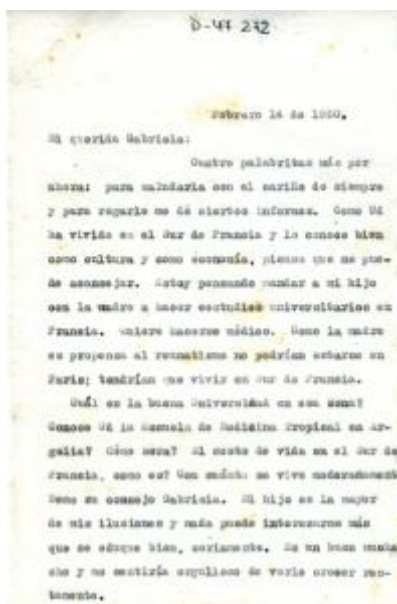 D-47 272
Febrero 14 de 1950.
Mi querida Gabriela:
Cuatro palabritas más por
ahora: para saludarla con el cariño de siempre
y para rogarle me dé ciertos informes. Como Ud
ha vivido en el Sur de Francia y lo conoce bien
como cultura y como economía, pienso que me pue-
de aconsejar. Estoy pensando mandar a mi hijo
con la madre a hacer estudios universitarios en
Francia. Quiere hacerse médico. Como la madre
es propensa al reumatismo no podrían estarse en
Paris; tendrían que vivir en Sur de Francia.
Cuál es la buena Universidad en esa zona?
Conoce Ud la Escuela de Medicina Tropical en Ar-
gelia? Cómo será? El costo de vida en el Sur de
Francia, como es? Con cuánto se vive moderadament
Deme su consejo Gabriela. Mi hijo es la mayor
de mis ilusiones y nada puede interesarme más
que se eduque bien, seriamente. Es un buen mucha
cho y me sentiría orgulloso de verle crecer
tamente.